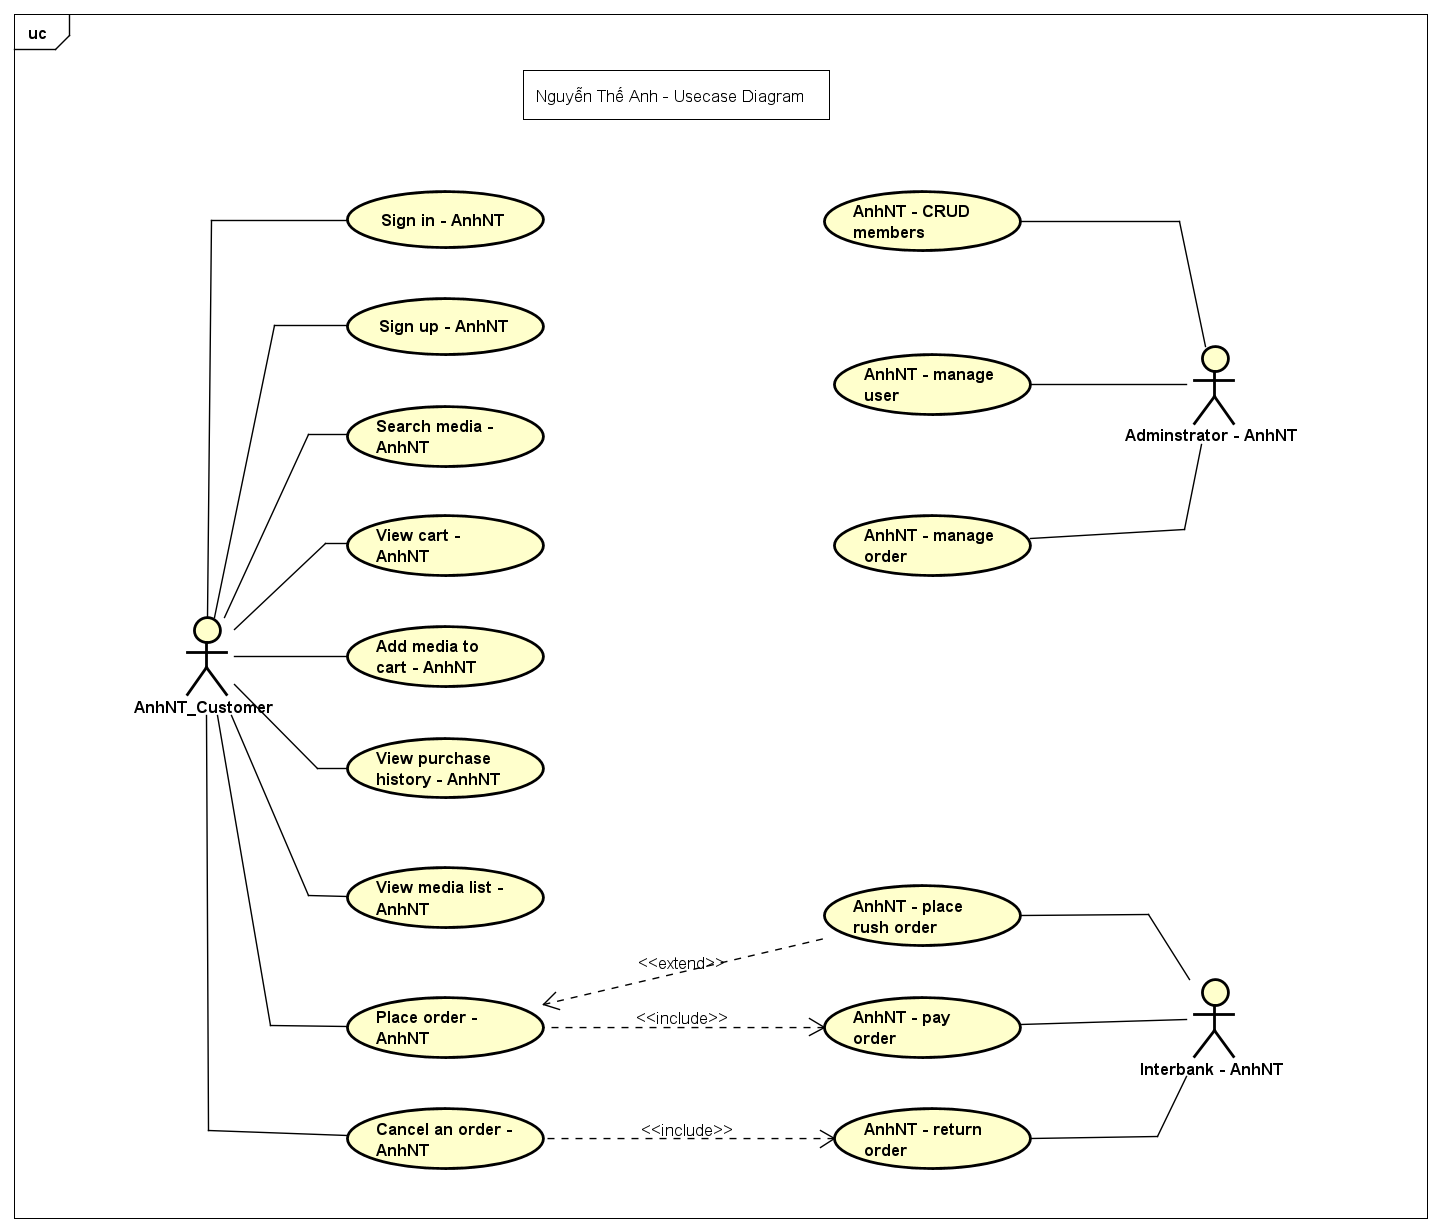 uc
Nguyễn Thế Anh - Usecase Diagram
Sign in - AnhNT
Sign up - AnhNT
Search media -
AnhNT
View cart -
AnhNT
Add media to
cart - AnhNT
AnhNT_Customer
View purchase
history - AnhNT
View media list -
AnhNT
Place order -
AnhNT
Cancel an order -
AnhNT
AnhNT - CRUD
members
AnhNT - manage
user
Adminstrator - AnhNT
AnhNT - manage
order
AnhNT - place
rush order
<<extend>>
<<include>>
AnhNT - pay
order
Interbank - AnhNT
<<include>>
AnhNT - return
order